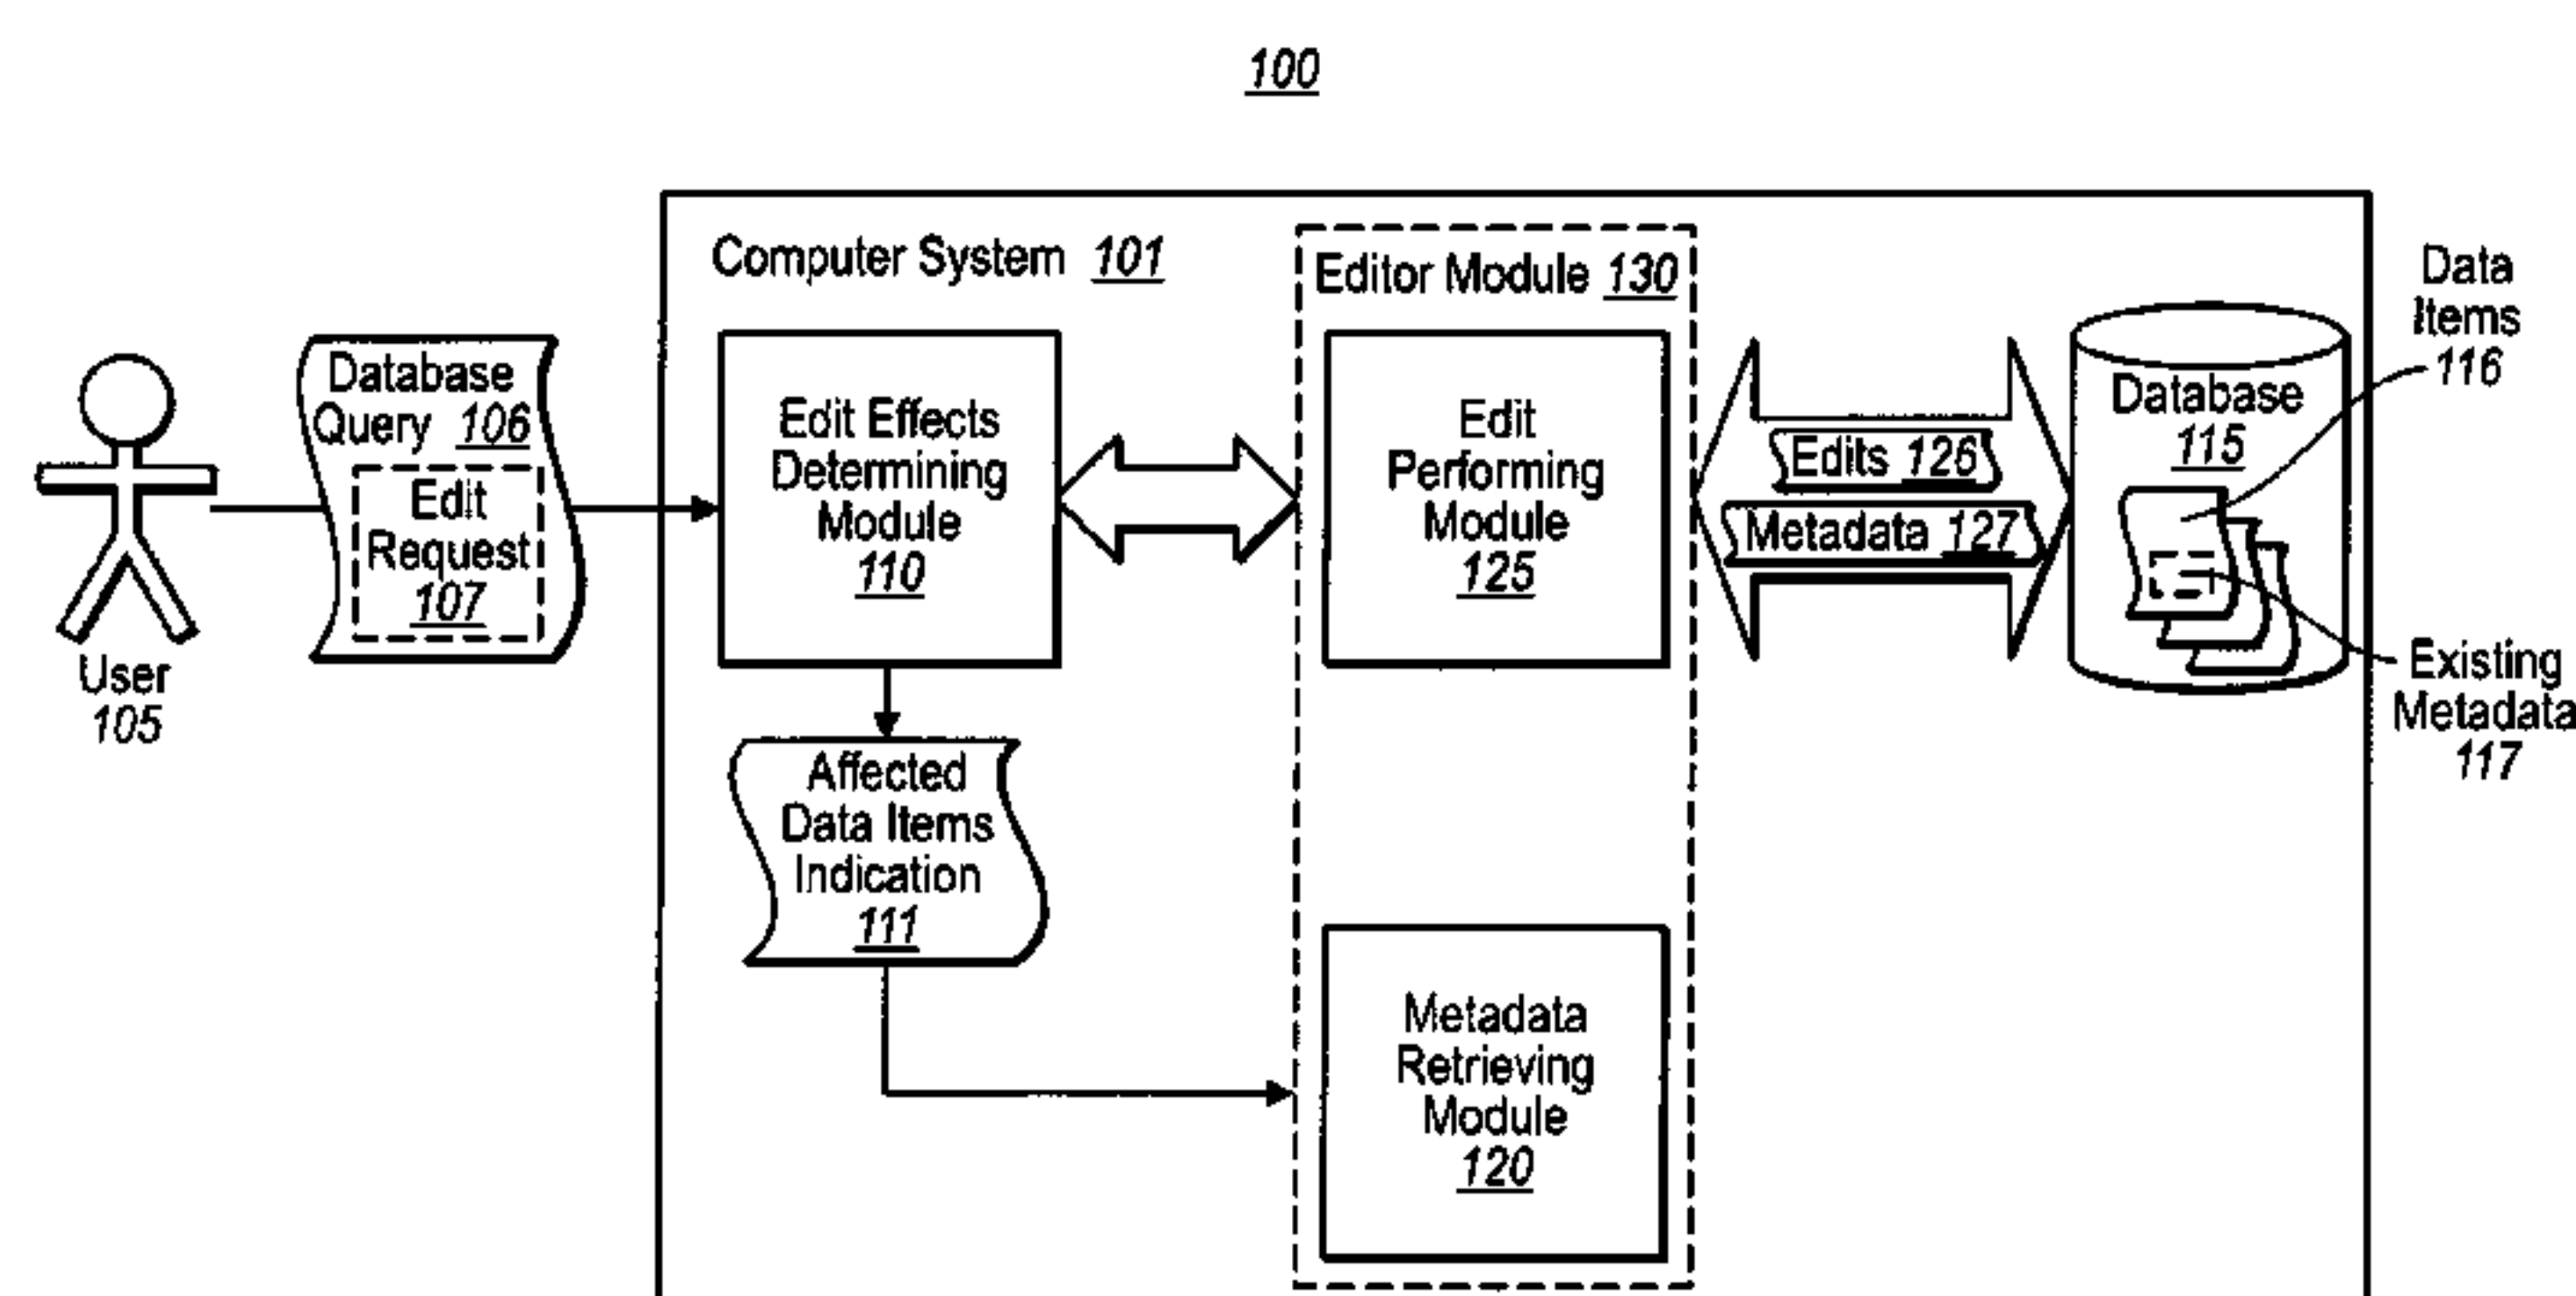 100
Computer System 101
Editor Module 130
Data
Items
116
Database
Query 106
Edit
Request
107
User
105
Edit Effects
Determining
Module
110
Edit
Performing
Module
125
Edits 126
Metadata 127
Database
115
Existing
Metadata
117
Affected
Data Items
Indication
111
Metadata
Retrieving
Module
120